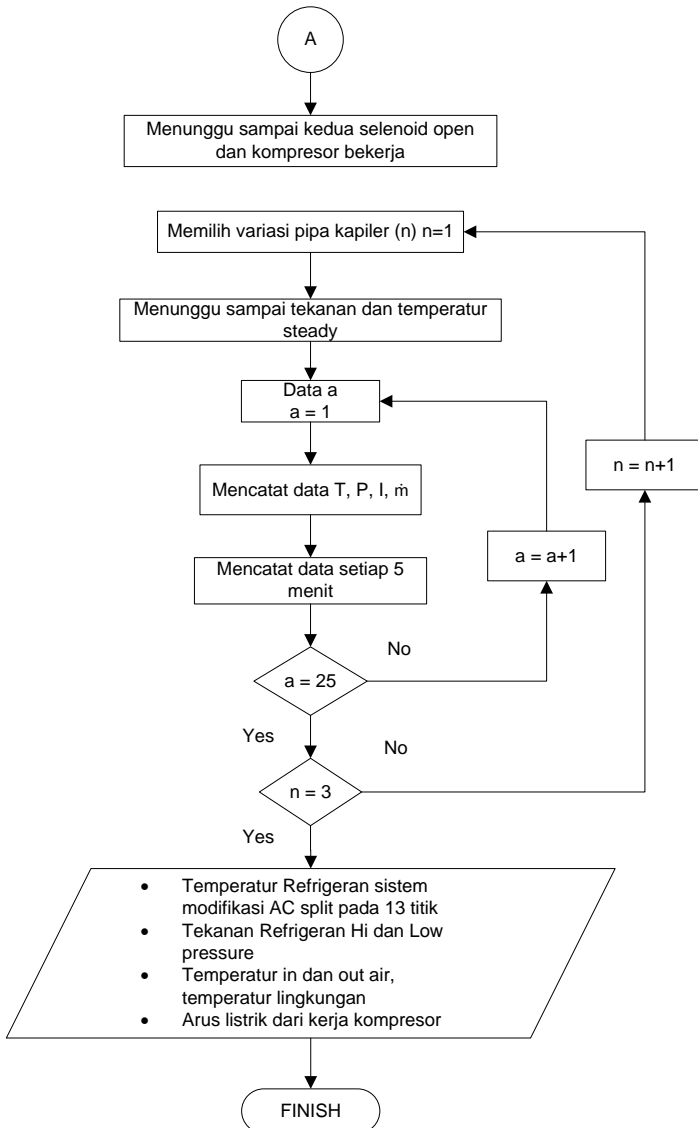 A
Menunggu sampai kedua selenoid open
dan kompresor bekerja
Memilih variasi pipa kapiler (n) n=1
Menunggu sampai tekanan dan temperatur
steady
Data a
a = 1
n = n+1
Mencatat data T, P, I, ṁ
a = a+1
Mencatat data setiap 5
menit
No
a = 25
Yes
No
n = 3
Yes
• Temperatur Refrigeran sistem
modifikasi AC split pada 13 titik
• Tekanan Refrigeran Hi dan Low
pressure
• Temperatur in dan out air,
temperatur lingkungan
• Arus listrik dari kerja kompresor
FINISH